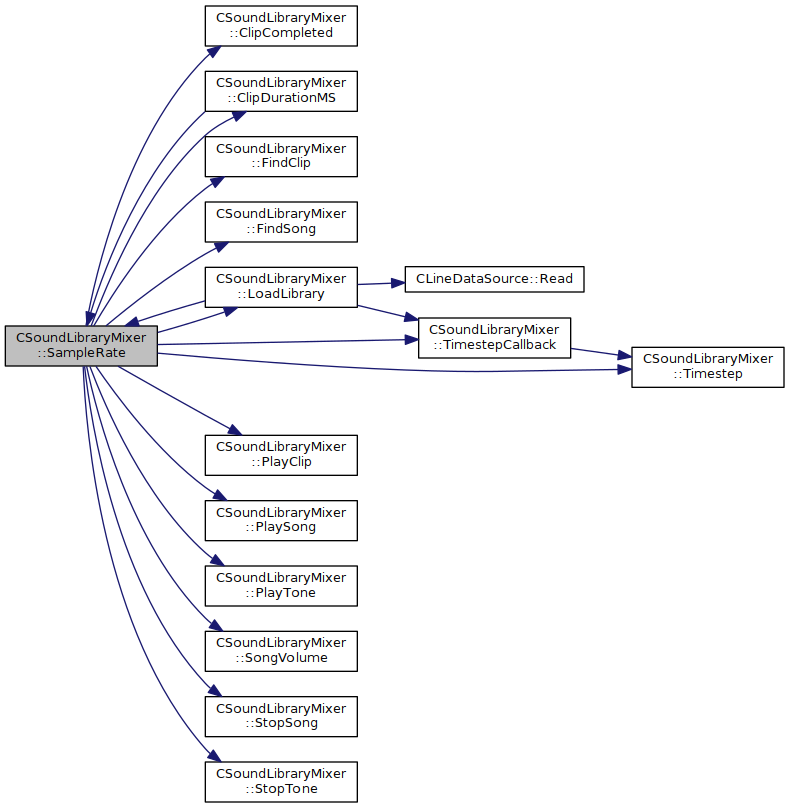 CSoundLibraryMixer
::ClipCompleted
CSoundLibraryMixer
::ClipDurationMS
CSoundLibraryMixer
::FindClip
CSoundLibraryMixer
::FindSong
CSoundLibraryMixer
::LoadLibrary
CLineDataSource::Read
CSoundLibraryMixer
::TimestepCallback
CSoundLibraryMixer
::SampleRate
CSoundLibraryMixer
::Timestep
CSoundLibraryMixer
::PlayClip
CSoundLibraryMixer
::PlaySong
CSoundLibraryMixer
::PlayTone
CSoundLibraryMixer
::SongVolume
CSoundLibraryMixer
::StopSong
CSoundLibraryMixer
::StopTone